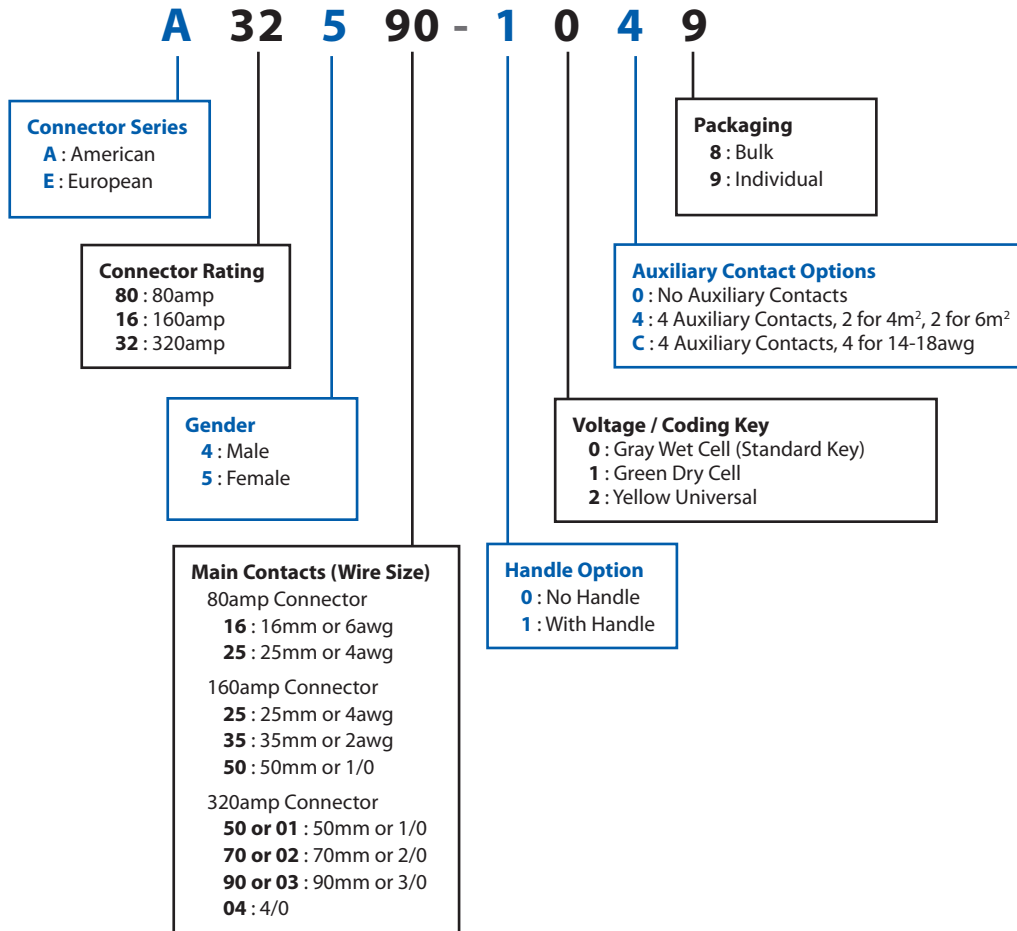 A 32 5 90 - 1 0 4 9
Connector Series
A : American
E : European
Packaging
8 : Bulk
9 : Individual
Connector Rating
80 : 80amp
16 : 160amp
32 : 320amp
Auxiliary Contact Options
0 : No Auxiliary Contacts
4 : 4 Auxiliary Contacts, 2 for 4m², 2 for 6m²
C : 4 Auxiliary Contacts, 4 for 14-18awg
Gender
4 : Male
5 : Female
Voltage / Coding Key
0 : Gray Wet Cell (Standard Key)
1 : Green Dry Cell
2 : Yellow Universal
Main Contacts (Wire Size)
80amp Connector
16 : 16mm or 6awg
25 : 25mm or 4awg
160amp Connector
25 : 25mm or 4awg
35 : 35mm or 2awg
50 : 50mm or 1/0
320amp Connector
50 or 01 : 50mm or 1/0
70 or 02 : 70mm or 2/0
90 or 03 : 90mm or 3/0
04 : 4/0
Handle Option
0 : No Handle
1 : With Handle